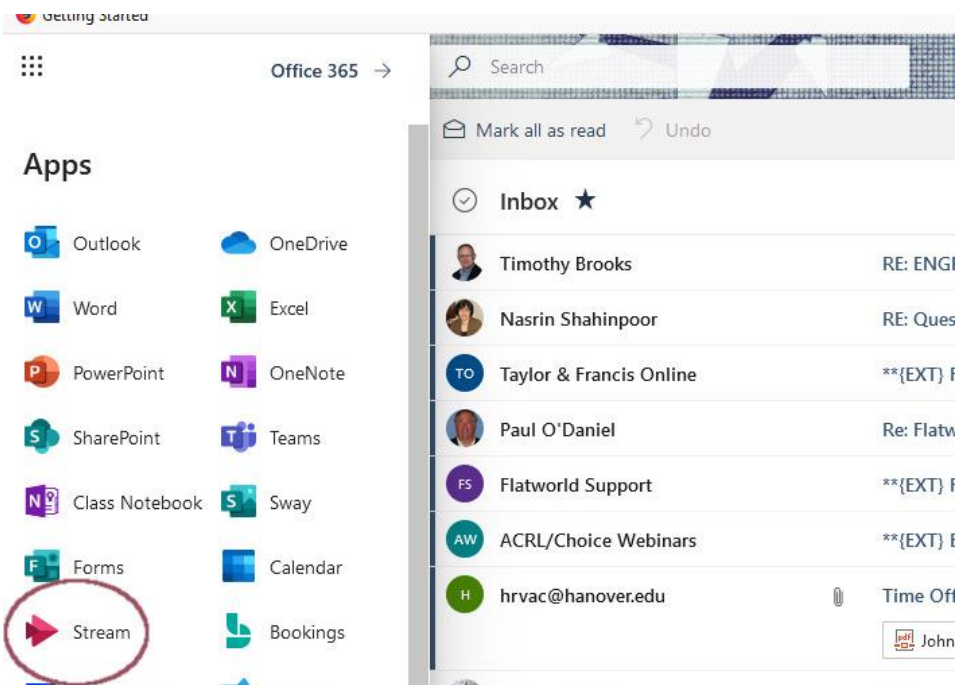 Getting Started
Office 365 →
Apps
Outlook
OneDrive
Word
Excel
PowerPoint
OneNote
SharePoint
Teams
Class Notebook
Sway
Forms
Calendar
Stream
Bookings
Search
Mark all as read
Undo
Inbox ★
Timothy Brooks
RE: ENG
Nasrin Shahinpoor
RE: Ques
TO
Taylor & Francis Online
**{EXT} F
Paul O'Daniel
Re: Flatw
FS
Flatworld Support
**{EXT} F
AW
ACRL/Choice Webinars
**{EXT} E
H
hrvac@hanover.edu
Time Off
pdf
John